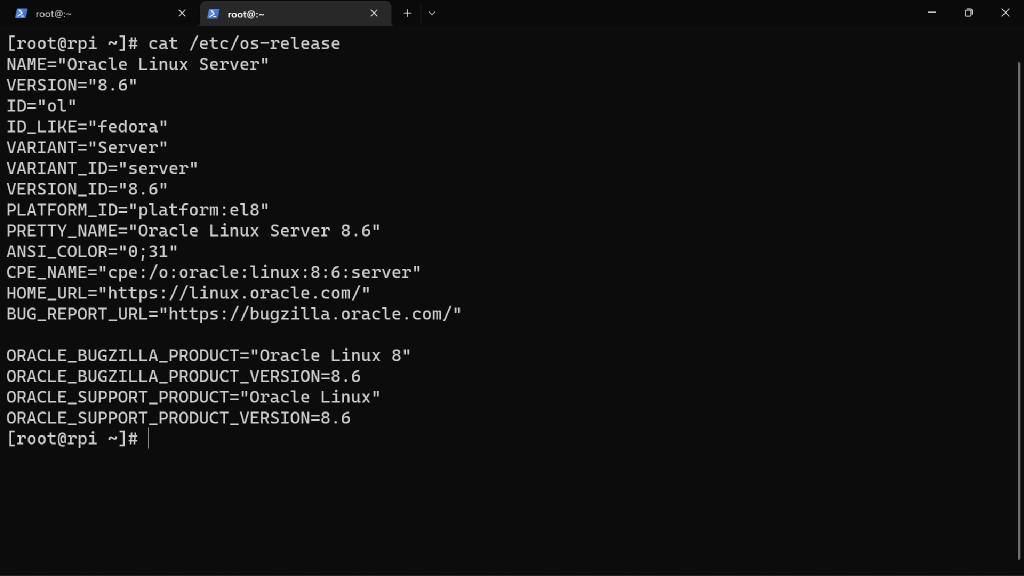 root@:~
root@:~
[root@rpi ~]# cat /etc/os-release
NAME="Oracle Linux Server"
VERSION="8.6"
ID="ol"
ID_LIKE="fedora"
VARIANT="Server"
VARIANT_ID="server"
VERSION_ID="8.6"
PLATFORM_ID="platform:el8"
PRETTY_NAME="Oracle Linux Server 8.6"
ANSI_COLOR="0;31"
CPE_NAME="cpe:/o:oracle:linux:8:6:server"
HOME_URL="https://linux.oracle.com/"
BUG_REPORT_URL="https://bugzilla.oracle.com/"

ORACLE_BUGZILLA_PRODUCT="Oracle Linux 8"
ORACLE_BUGZILLA_PRODUCT_VERSION=8.6
ORACLE_SUPPORT_PRODUCT="Oracle Linux"
ORACLE_SUPPORT_PRODUCT_VERSION=8.6
[root@rpi ~]#